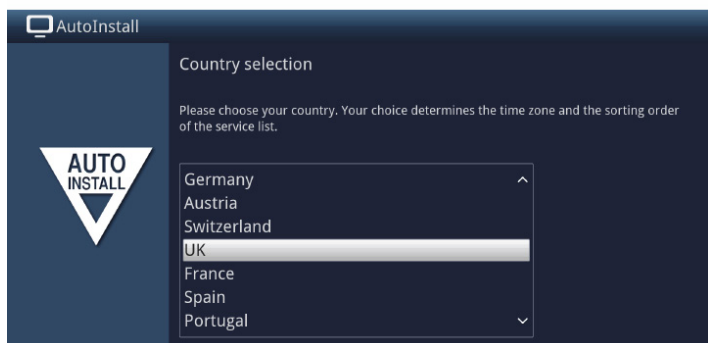 AutoInstall
Country selection
Please choose your country. Your choice determines the time zone and the sorting order
of the service list.
AUTO
INSTALL
Germany
Austria
Switzerland
UK
France
Spain
Portugal